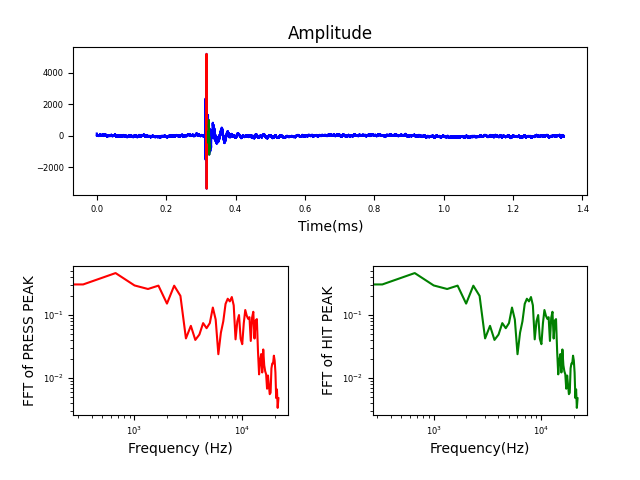 Amplitude
4000
2000
0
−2000
0.0 0.2 0.4 0.6 0.8 1.0 1.2 1.4
Time(ms)
FFT of PRESS PEAK
10⁻¹
10⁻²
10³ 10⁴
Frequency (Hz)
FFT of HIT PEAK
10⁻¹
10⁻²
10³ 10⁴
Frequency(Hz)